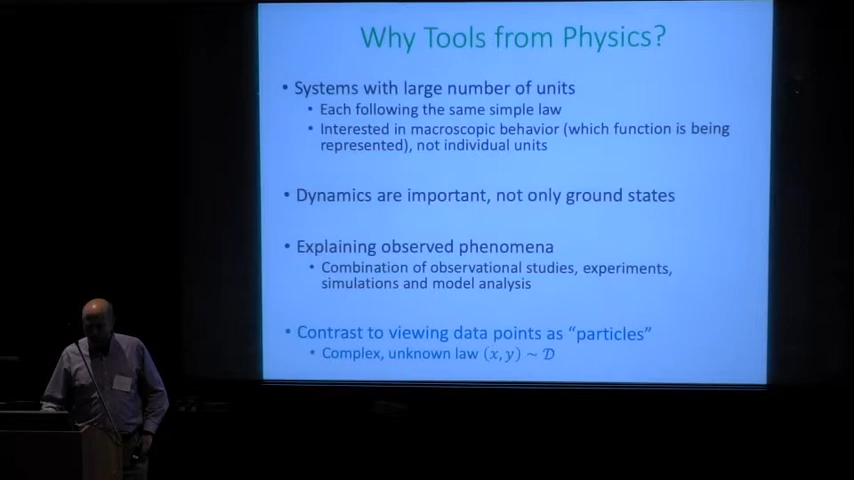 Why Tools from Physics?
• Systems with large number of units
• Each following the same simple law
• Interested in macroscopic behavior (which function is being
represented), not individual units
• Dynamics are important, not only ground states
• Explaining observed phenomena
• Combination of observational studies, experiments,
simulations and model analysis
• Contrast to viewing data points as “particles”
• Complex, unknown law (x, y) ~ 𝒟